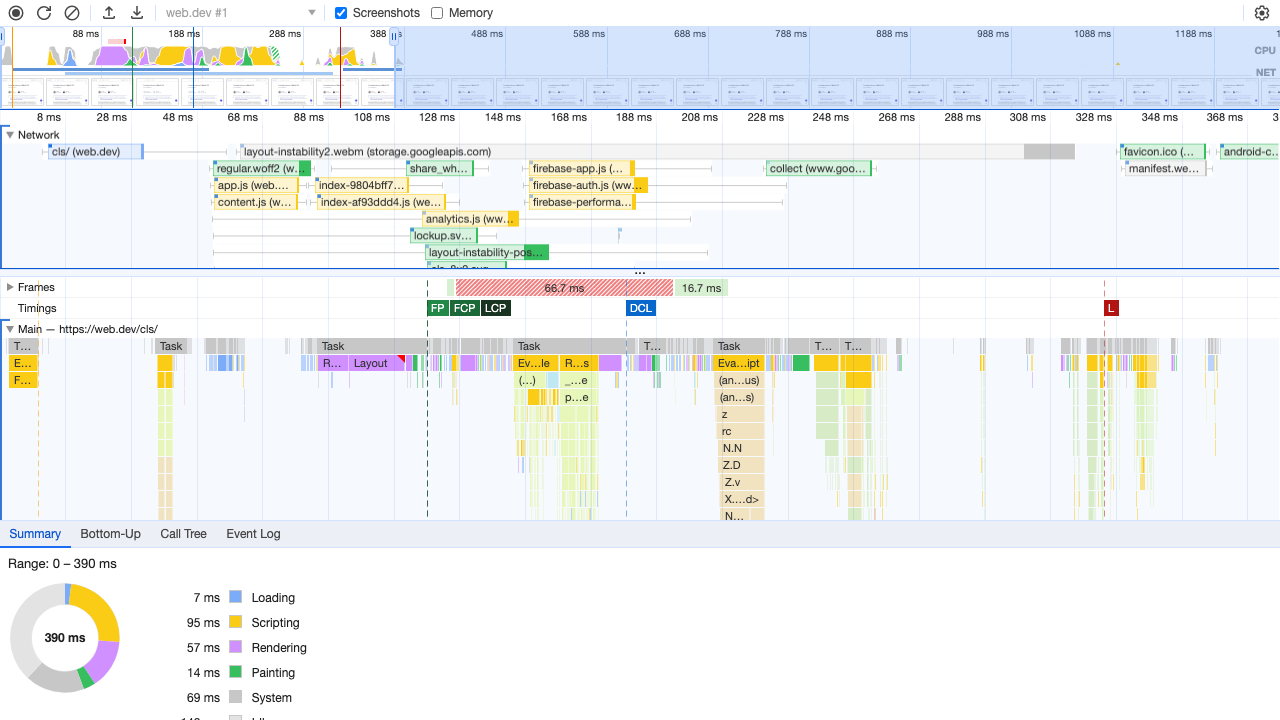 web.dev #1 Screenshots Memory
88 ms 188 ms 288 ms 388 s 488 ms 588 ms 688 ms 788 ms 888 ms 988 ms 1088 ms 1188 ms
CPU
NET
8 ms 28 ms 48 ms 68 ms 88 ms 108 ms 128 ms 148 ms 168 ms 188 ms 208 ms 228 ms 248 ms 268 ms 288 ms 308 ms 328 ms 348 ms 368 ms 3
Network
cls/ (web.dev) layout-instability2.webm (storage.googleapis.com) favicon.ico (... android-c...
regular.woff2 (w... share_wh... firebase-app.js (... collect (www.goo... manifest.we...
app.js (web.... index-9804bff7... firebase-auth.js (ww...
content.js (w... index-af93ddd4.js (we... firebase-performa...
analytics.js (ww...
lockup.sv...
layout-instability-pos...
...
Frames 66.7 ms 16.7 ms
Timings FP FCP LCP DCL L
Main — https://web.dev/cls/
T... Task Task Task T... Task T... T...
E... R... Layout Ev...le R...s Eva...ipt
F... (...) _...e (an...us)
p...e (an...s)
z
rc
N.N
Z.D
Z.v
X....d>
N...
Summary Bottom-Up Call Tree Event Log
Range: 0 – 390 ms
390 ms
7 ms Loading
95 ms Scripting
57 ms Rendering
14 ms Painting
69 ms System